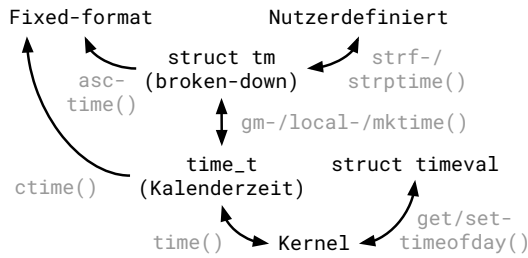 Fixed-format
Nutzerdefiniert
struct tm
(broken-down)
asc-
time()
strf-/
strptime()
gm-/local-/mktime()
time_t
(Kalenderzeit)
struct timeval
ctime()
time()
Kernel
get/set-
timeofday()